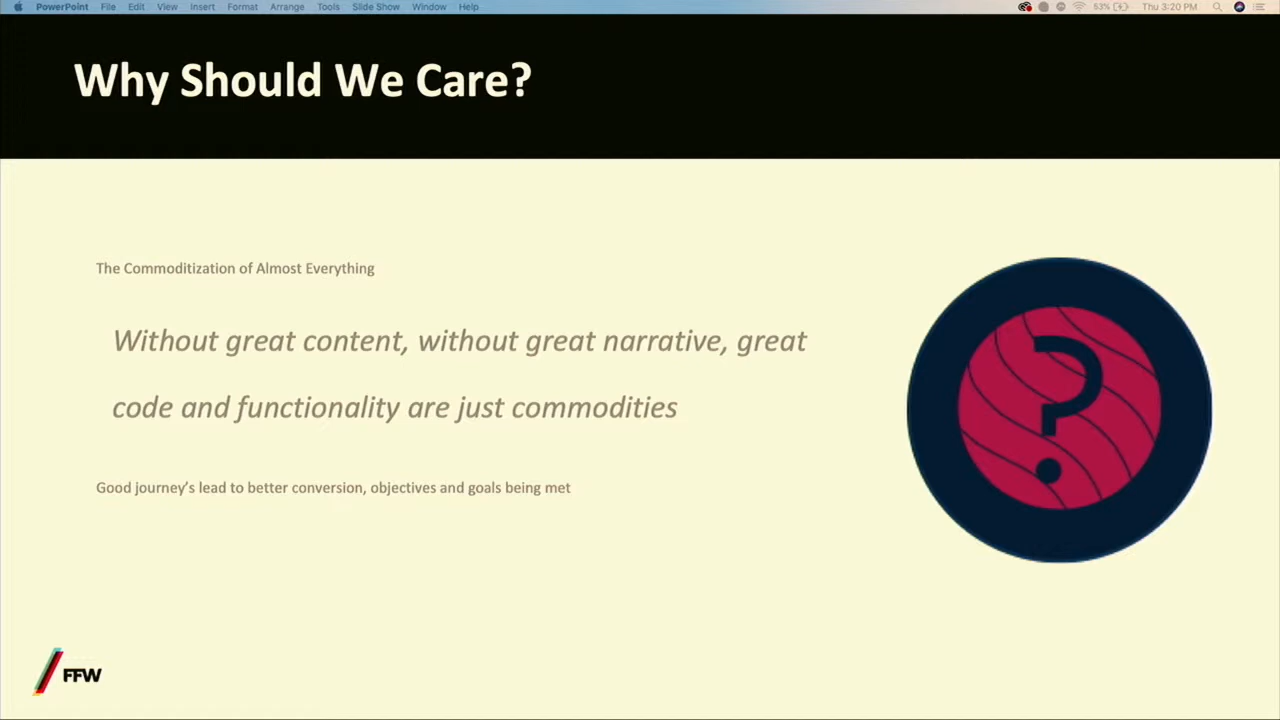 PowerPoint File Edit View Insert Format Arrange Tools Slide Show Window Help 53% Thu 3:20 PM
Why Should We Care?
The Commoditization of Almost Everything
Without great content, without great narrative, great
code and functionality are just commodities
Good journey’s lead to better conversion, objectives and goals being met
?
FFW